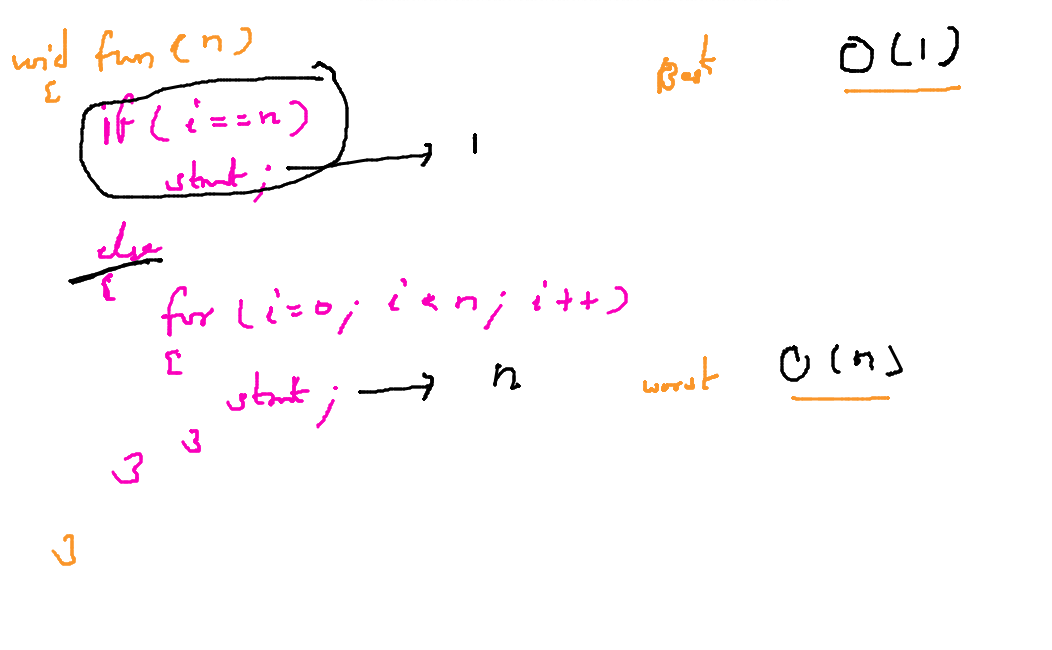 void fun(n)        Best    O(1)
{
if( i==n)
stmt;  → 1
else
{
for (i=0; i<n; i++)
{
stmt;  → n    worst    O(n)
}
}
}